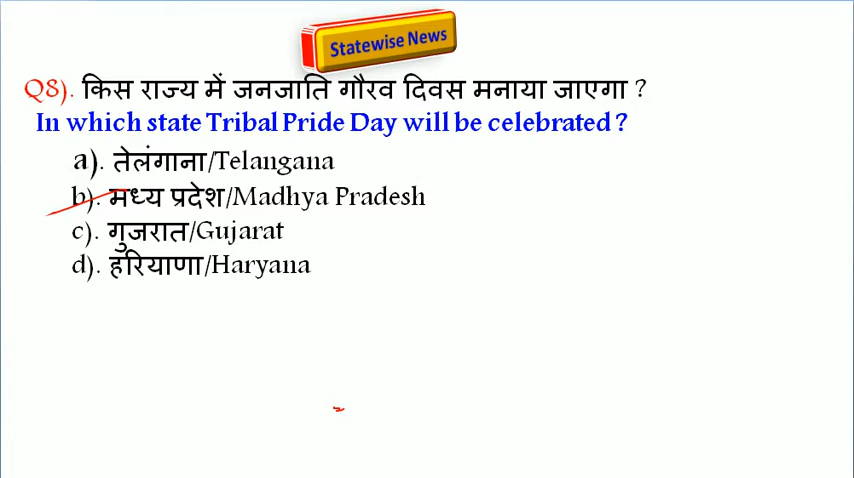 Statewise News
Q8). किस राज्य में जनजाति गौरव दिवस मनाया जाएगा ?
In which state Tribal Pride Day will be celebrated?
a). तेलंगाना/Telangana
b). मध्य प्रदेश/Madhya Pradesh
c). गुजरात/Gujarat
d). हरियाणा/Haryana